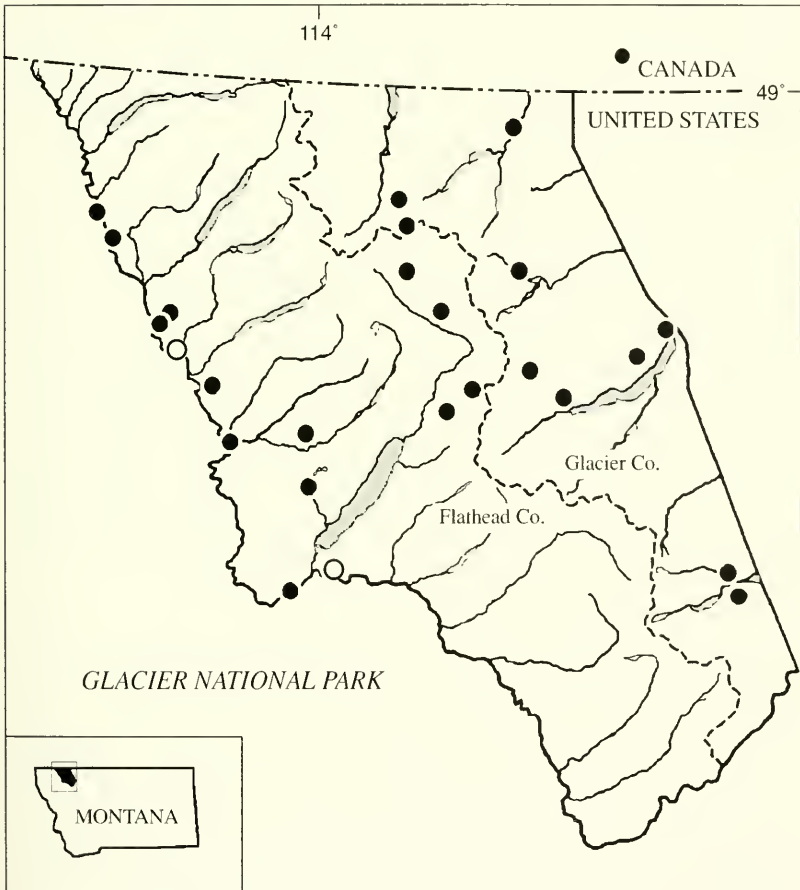 114°
CANADA
49°
UNITED STATES
Glacier Co.
Flathead Co.
GLACIER NATIONAL PARK
MONTANA